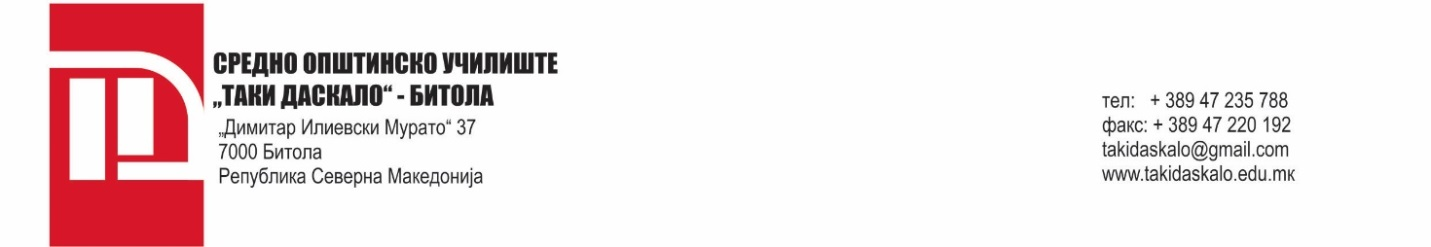 СРЕДНО ОПШТИНСКО УЧИЛИШТЕ
„ТАКИ ДАСКАЛО“ - БИТОЛА
„Димитар Илиевски Мурато“ 37
7000 Битола
Република Северна Македонија
тел: + 389 47 235 788
факс: + 389 47 220 192
takidaskalo@gmail.com
www.takidaskalo.edu.мк